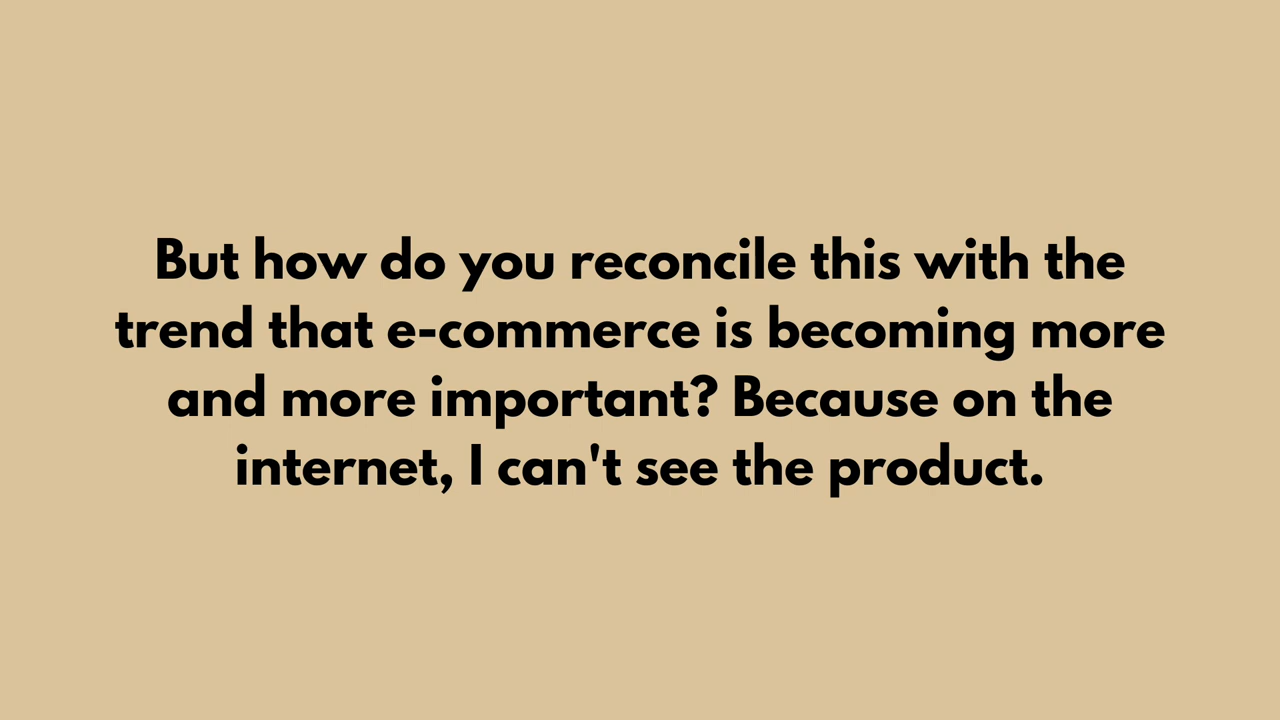 But how do you reconcile this with the
trend that e-commerce is becoming more
and more important? Because on the
internet, I can't see the product.